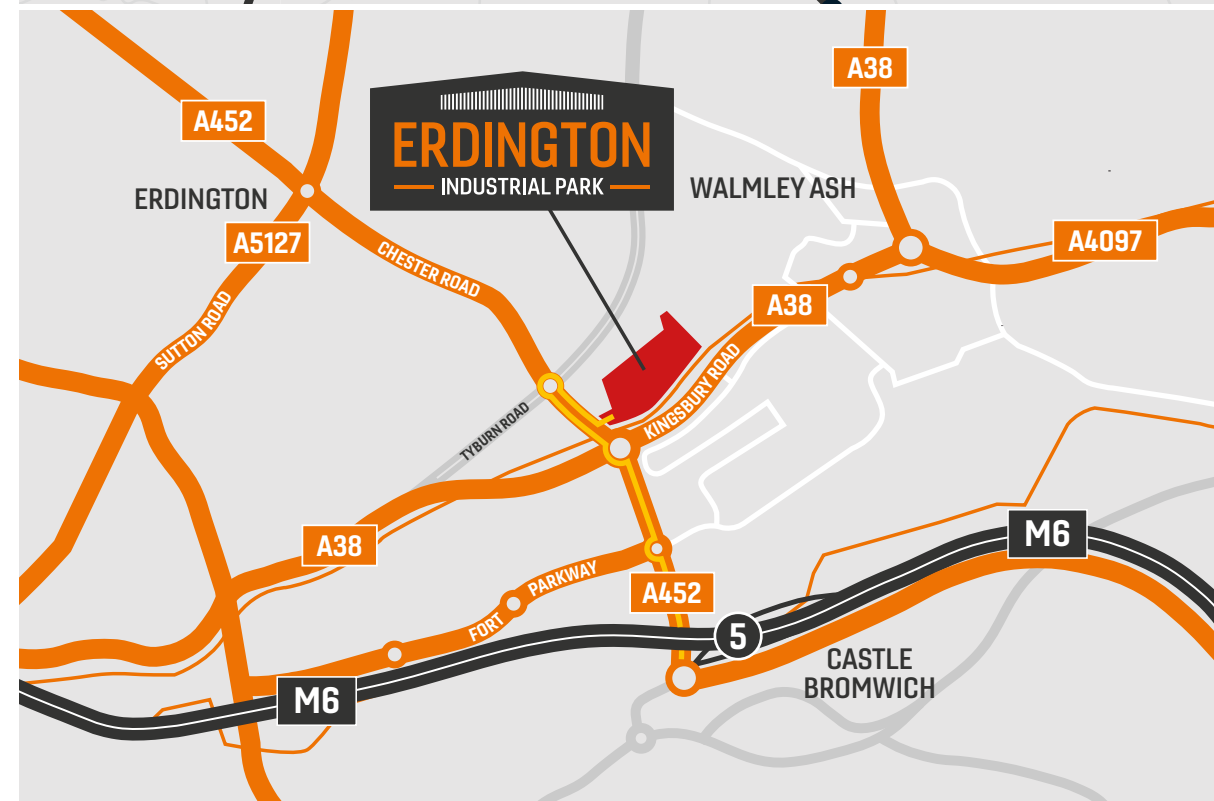 A38
A452
ERDINGTON
INDUSTRIAL PARK
ERDINGTON
WALMLEY ASH
A5127
A4097
CHESTER ROAD
A38
SUTTON ROAD
KINGSBURY ROAD
TYBURN ROAD
A38
M6
PARKWAY
A452
FORT
5
CASTLE
BROMWICH
M6